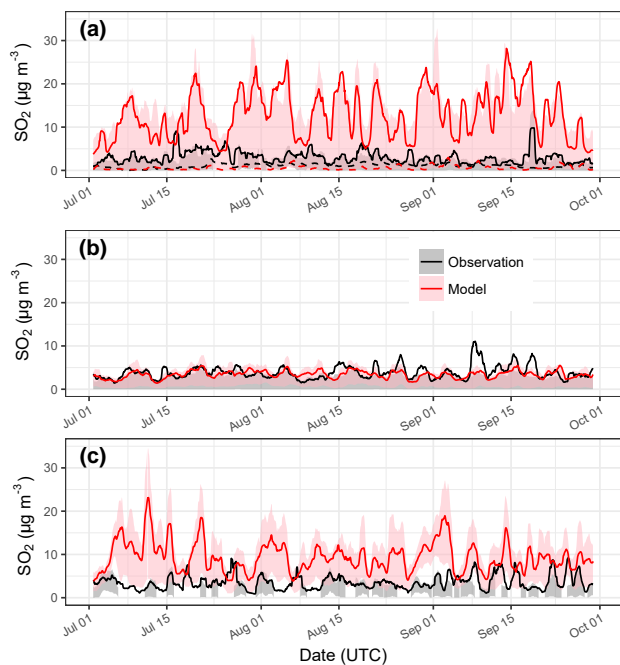 (a)
SO₂ (µg m⁻³)
30
20
10
0
Jul 01
Jul 15
Aug 01
Aug 15
Sep 01
Sep 15
Oct 01
(b)
Observation
Model
SO₂ (µg m⁻³)
30
20
10
0
Jul 01
Jul 15
Aug 01
Aug 15
Sep 01
Sep 15
Oct 01
(c)
SO₂ (µg m⁻³)
30
20
10
0
Jul 01
Jul 15
Aug 01
Aug 15
Sep 01
Sep 15
Oct 01
Date (UTC)